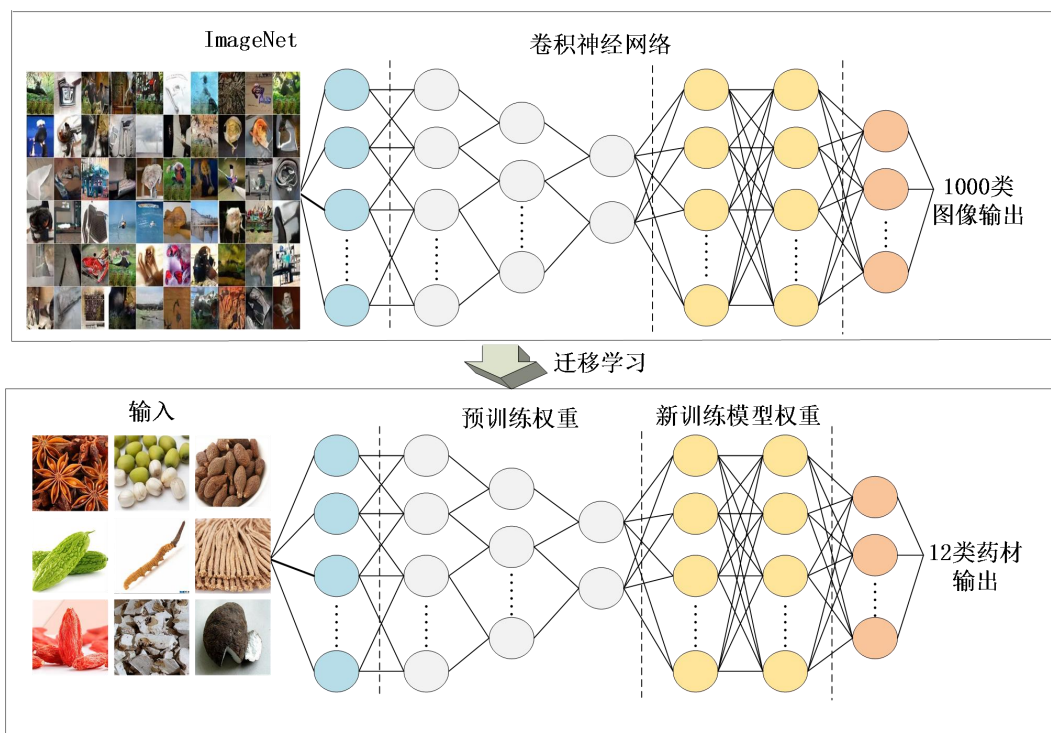 ImageNet
卷积神经网络
1000类
图像输出
迁移学习
输入
预训练权重
新训练模型权重
12类药材
输出